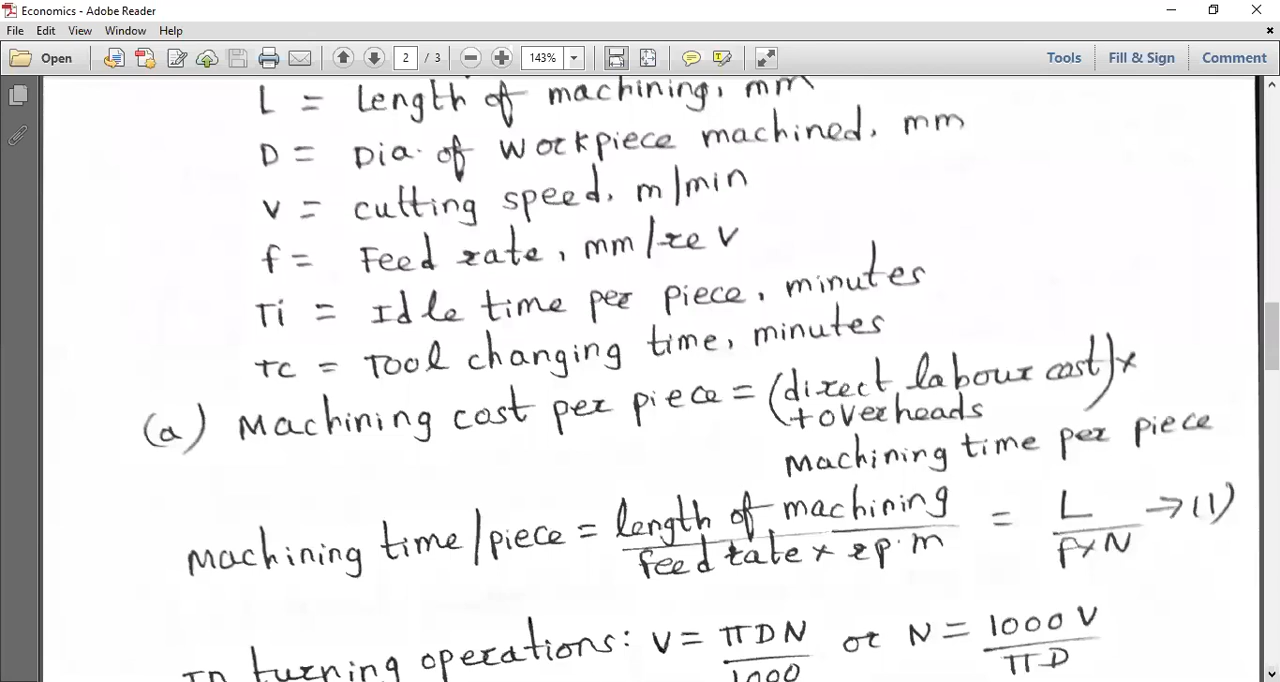 Economics - Adobe Reader
File Edit View Window Help
Open 2 / 3 143% Tools Fill & Sign Comment
L = Length of machining, mm
D = Dia. of workpiece machined, mm
V = cutting speed, m/min
f = Feed rate, mm/rev
Ti = Idle time per piece, minutes
TC = Tool changing time, minutes
(a) Machining cost per piece = (direct labour cost) x
+ overheads
Machining time per piece
Machining time/piece = length of machining / feed rate x rp.m = L / f x N → (1)
In turning operations: V = πDN / 1000 or N = 1000 V / πD